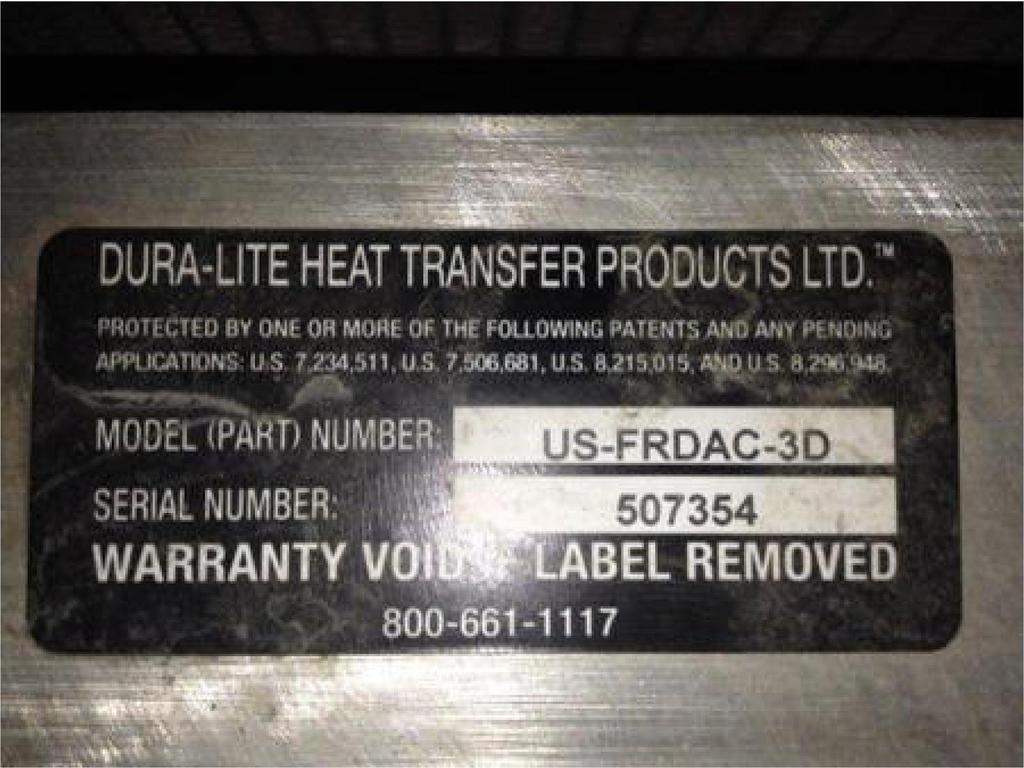 DURA-LITE HEAT TRANSFER PRODUCTS LTD.™
PROTECTED BY ONE OR MORE OF THE FOLLOWING PATENTS AND ANY PENDING
APPLICATIONS: U.S. 7,234,511, U.S. 7,506,681, U.S. 8,215,015, AND U.S. 8,296,948.
MODEL (PART) NUMBER: US-FRDAC-3D
SERIAL NUMBER: 507354
WARRANTY VOID IF LABEL REMOVED
800-661-1117